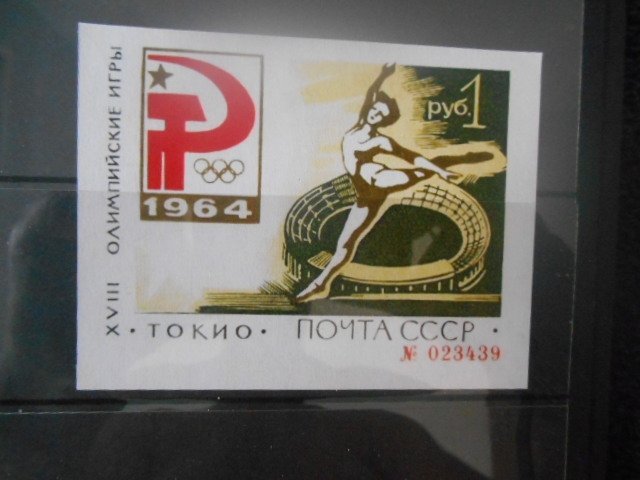 XVIII ОЛИМПИЙСКИЕ ИГРЫ
1964
руб. 1
· ТОКИО · ПОЧТА СССР ·
№ 023439